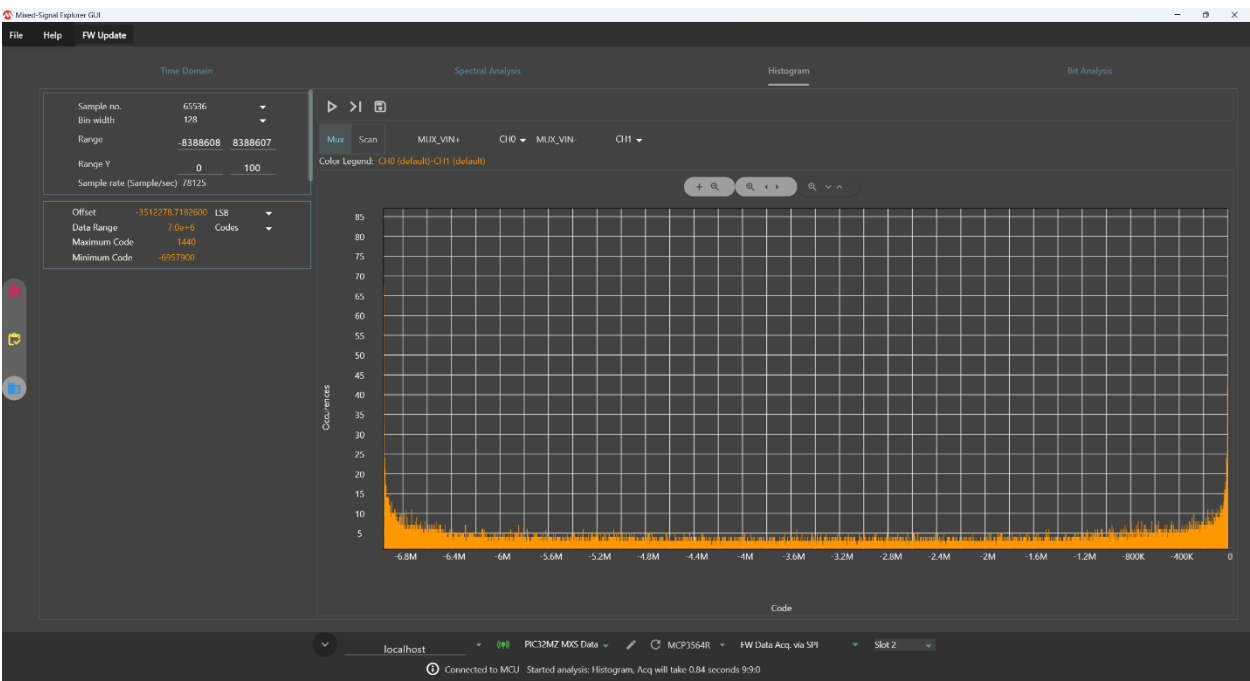 Mixed-Signal Explorer GUI
File Help FW Update
Time Domain Spectral Analysis Histogram Bit Analysis
Sample no. 65536
Bin width 128
Range -8388608 8388607
Range Y 0 100
Sample rate (Sample/sec) 78125
Offset -3512278.7182600 LSB
Data Range 7.0e+6 Codes
Maximum Code 1440
Minimum Code -6957900
Mux Scan MUX_VIN+ CH0 MUX_VIN- CH1
Color Legend: CH0 (default)-CH1 (default)
85
80
75
70
65
60
55
50
45
40
35
30
25
20
15
10
5
Occurrences
-6.8M -6.4M -6M -5.6M -5.2M -4.8M -4.4M -4M -3.6M -3.2M -2.8M -2.4M -2M -1.6M -1.2M -800K -400K 0
Code
localhost PIC32MZ MXS Data MCP3564R FW Data Acq. via SPI Slot 2
Connected to MCU Started analysis: Histogram, Acq will take 0.84 seconds 9:9:0